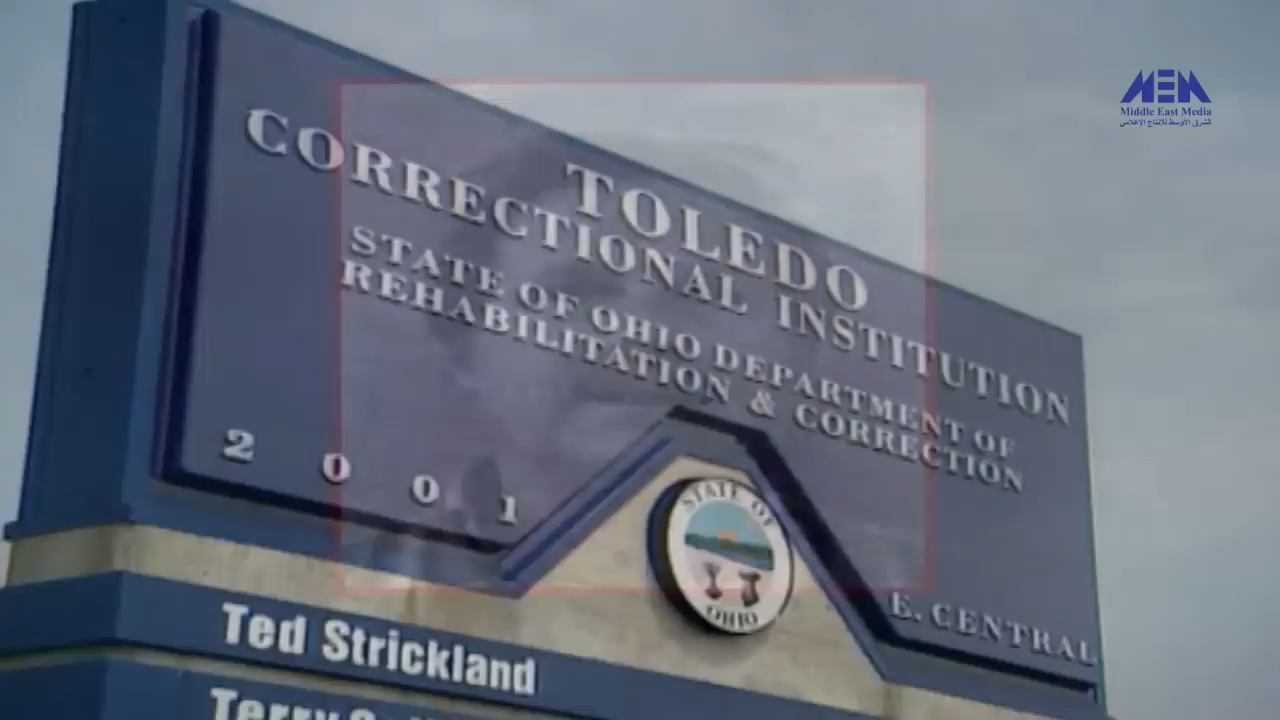 MEM
Middle East Media
الشرق الأوسط للإنتاج الإعلامي
TOLEDO
CORRECTIONAL INSTITUTION
STATE OF OHIO DEPARTMENT OF
REHABILITATION & CORRECTION
2001
STATE OF
OHIO
E. CENTRAL
Ted Strickland
Terry